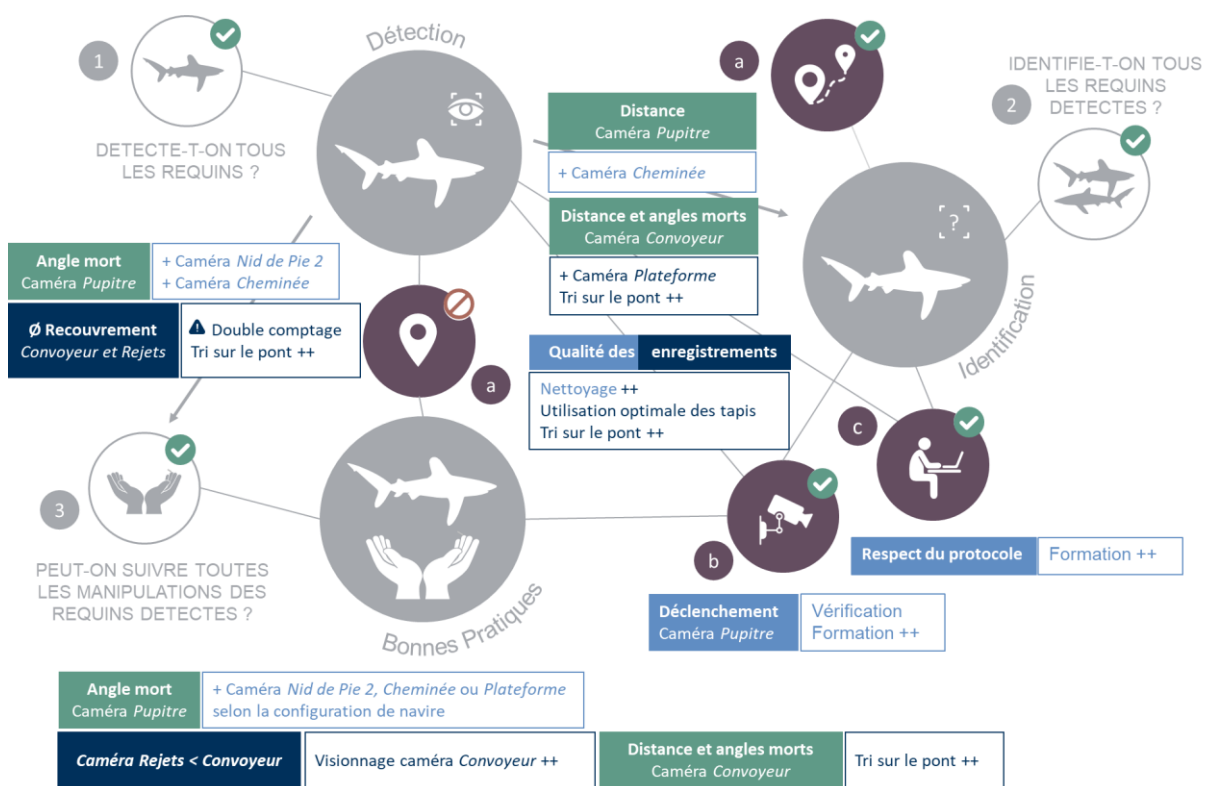 Détection
1
DETECTE-T-ON TOUS
LES REQUINS ?
a
IDENTIFIE-T-ON TOUS
LES REQUINS
DETECTES ?
2
Distance
Caméra Pupitre
+ Caméra Cheminée
Distance et angles morts
Caméra Convoyeur
+ Caméra Plateforme
Tri sur le pont ++
?
Identification
Angle mort
Caméra Pupitre
+ Caméra Nid de Pie 2
+ Caméra Cheminée
Ø Recouvrement
Convoyeur et Rejets
Double comptage
Tri sur le pont ++
a
Qualité des enregistrements
Nettoyage ++
Utilisation optimale des tapis
Tri sur le pont ++
c
3
PEUT-ON SUIVRE TOUTES
LES MANIPULATIONS DES
REQUINS DETECTES ?
Bonnes Pratiques
b
Respect du protocole
Formation ++
Déclenchement
Caméra Pupitre
Vérification
Formation ++
Angle mort
Caméra Pupitre
+ Caméra Nid de Pie 2, Cheminée ou Plateforme
selon la configuration de navire
Caméra Rejets < Convoyeur
Visionnage caméra Convoyeur ++
Distance et angles morts
Caméra Convoyeur
Tri sur le pont ++